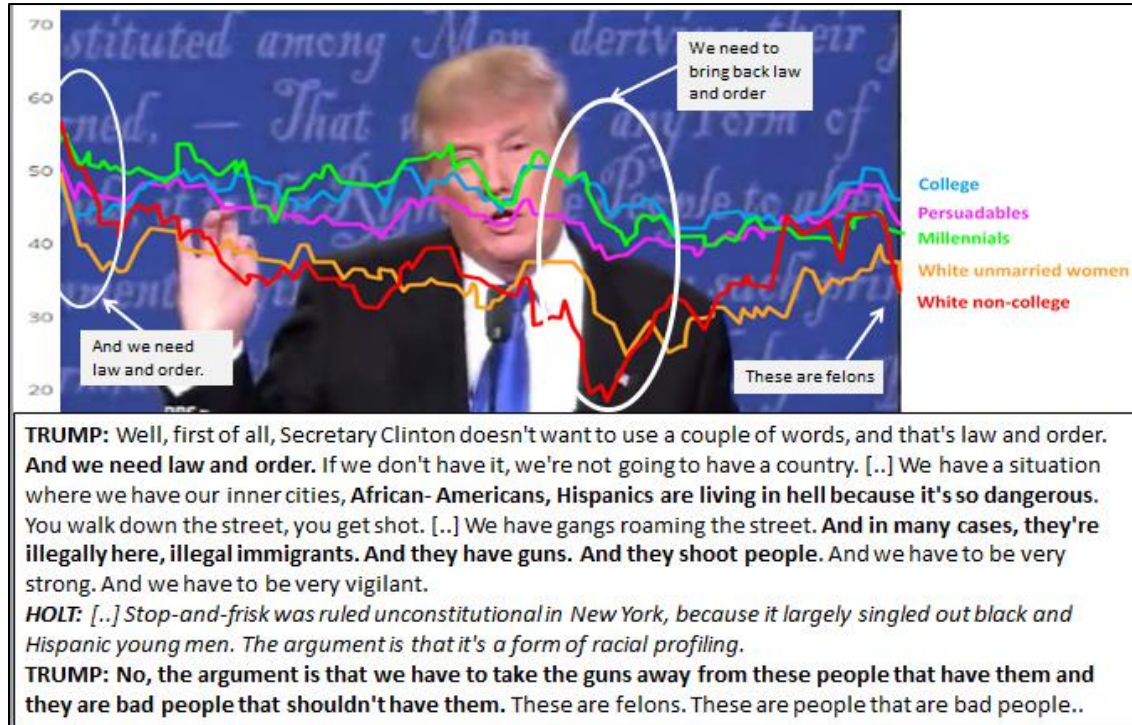 72
stituted among Men, deriving their
We need to
bring back law
and order
60
That
any Form of
50
People to
College
Persuadables
40
Millennials
White unmarried women
30
White non-college
And we need
law and order.
These are felons
20
TRUMP: Well, first of all, Secretary Clinton doesn't want to use a couple of words, and that's law and order.
And we need law and order. If we don't have it, we're not going to have a country. [..] We have a situation
where we have our inner cities, African- Americans, Hispanics are living in hell because it's so dangerous.
You walk down the street, you get shot. [..] We have gangs roaming the street. And in many cases, they're
illegally here, illegal immigrants. And they have guns. And they shoot people. And we have to be very
strong. And we have to be very vigilant.
HOLT: [..] Stop-and-frisk was ruled unconstitutional in New York, because it largely singled out black and
Hispanic young men. The argument is that it's a form of racial profiling.
TRUMP: No, the argument is that we have to take the guns away from these people that have them and
they are bad people that shouldn't have them. These are felons. These are people that are bad people..